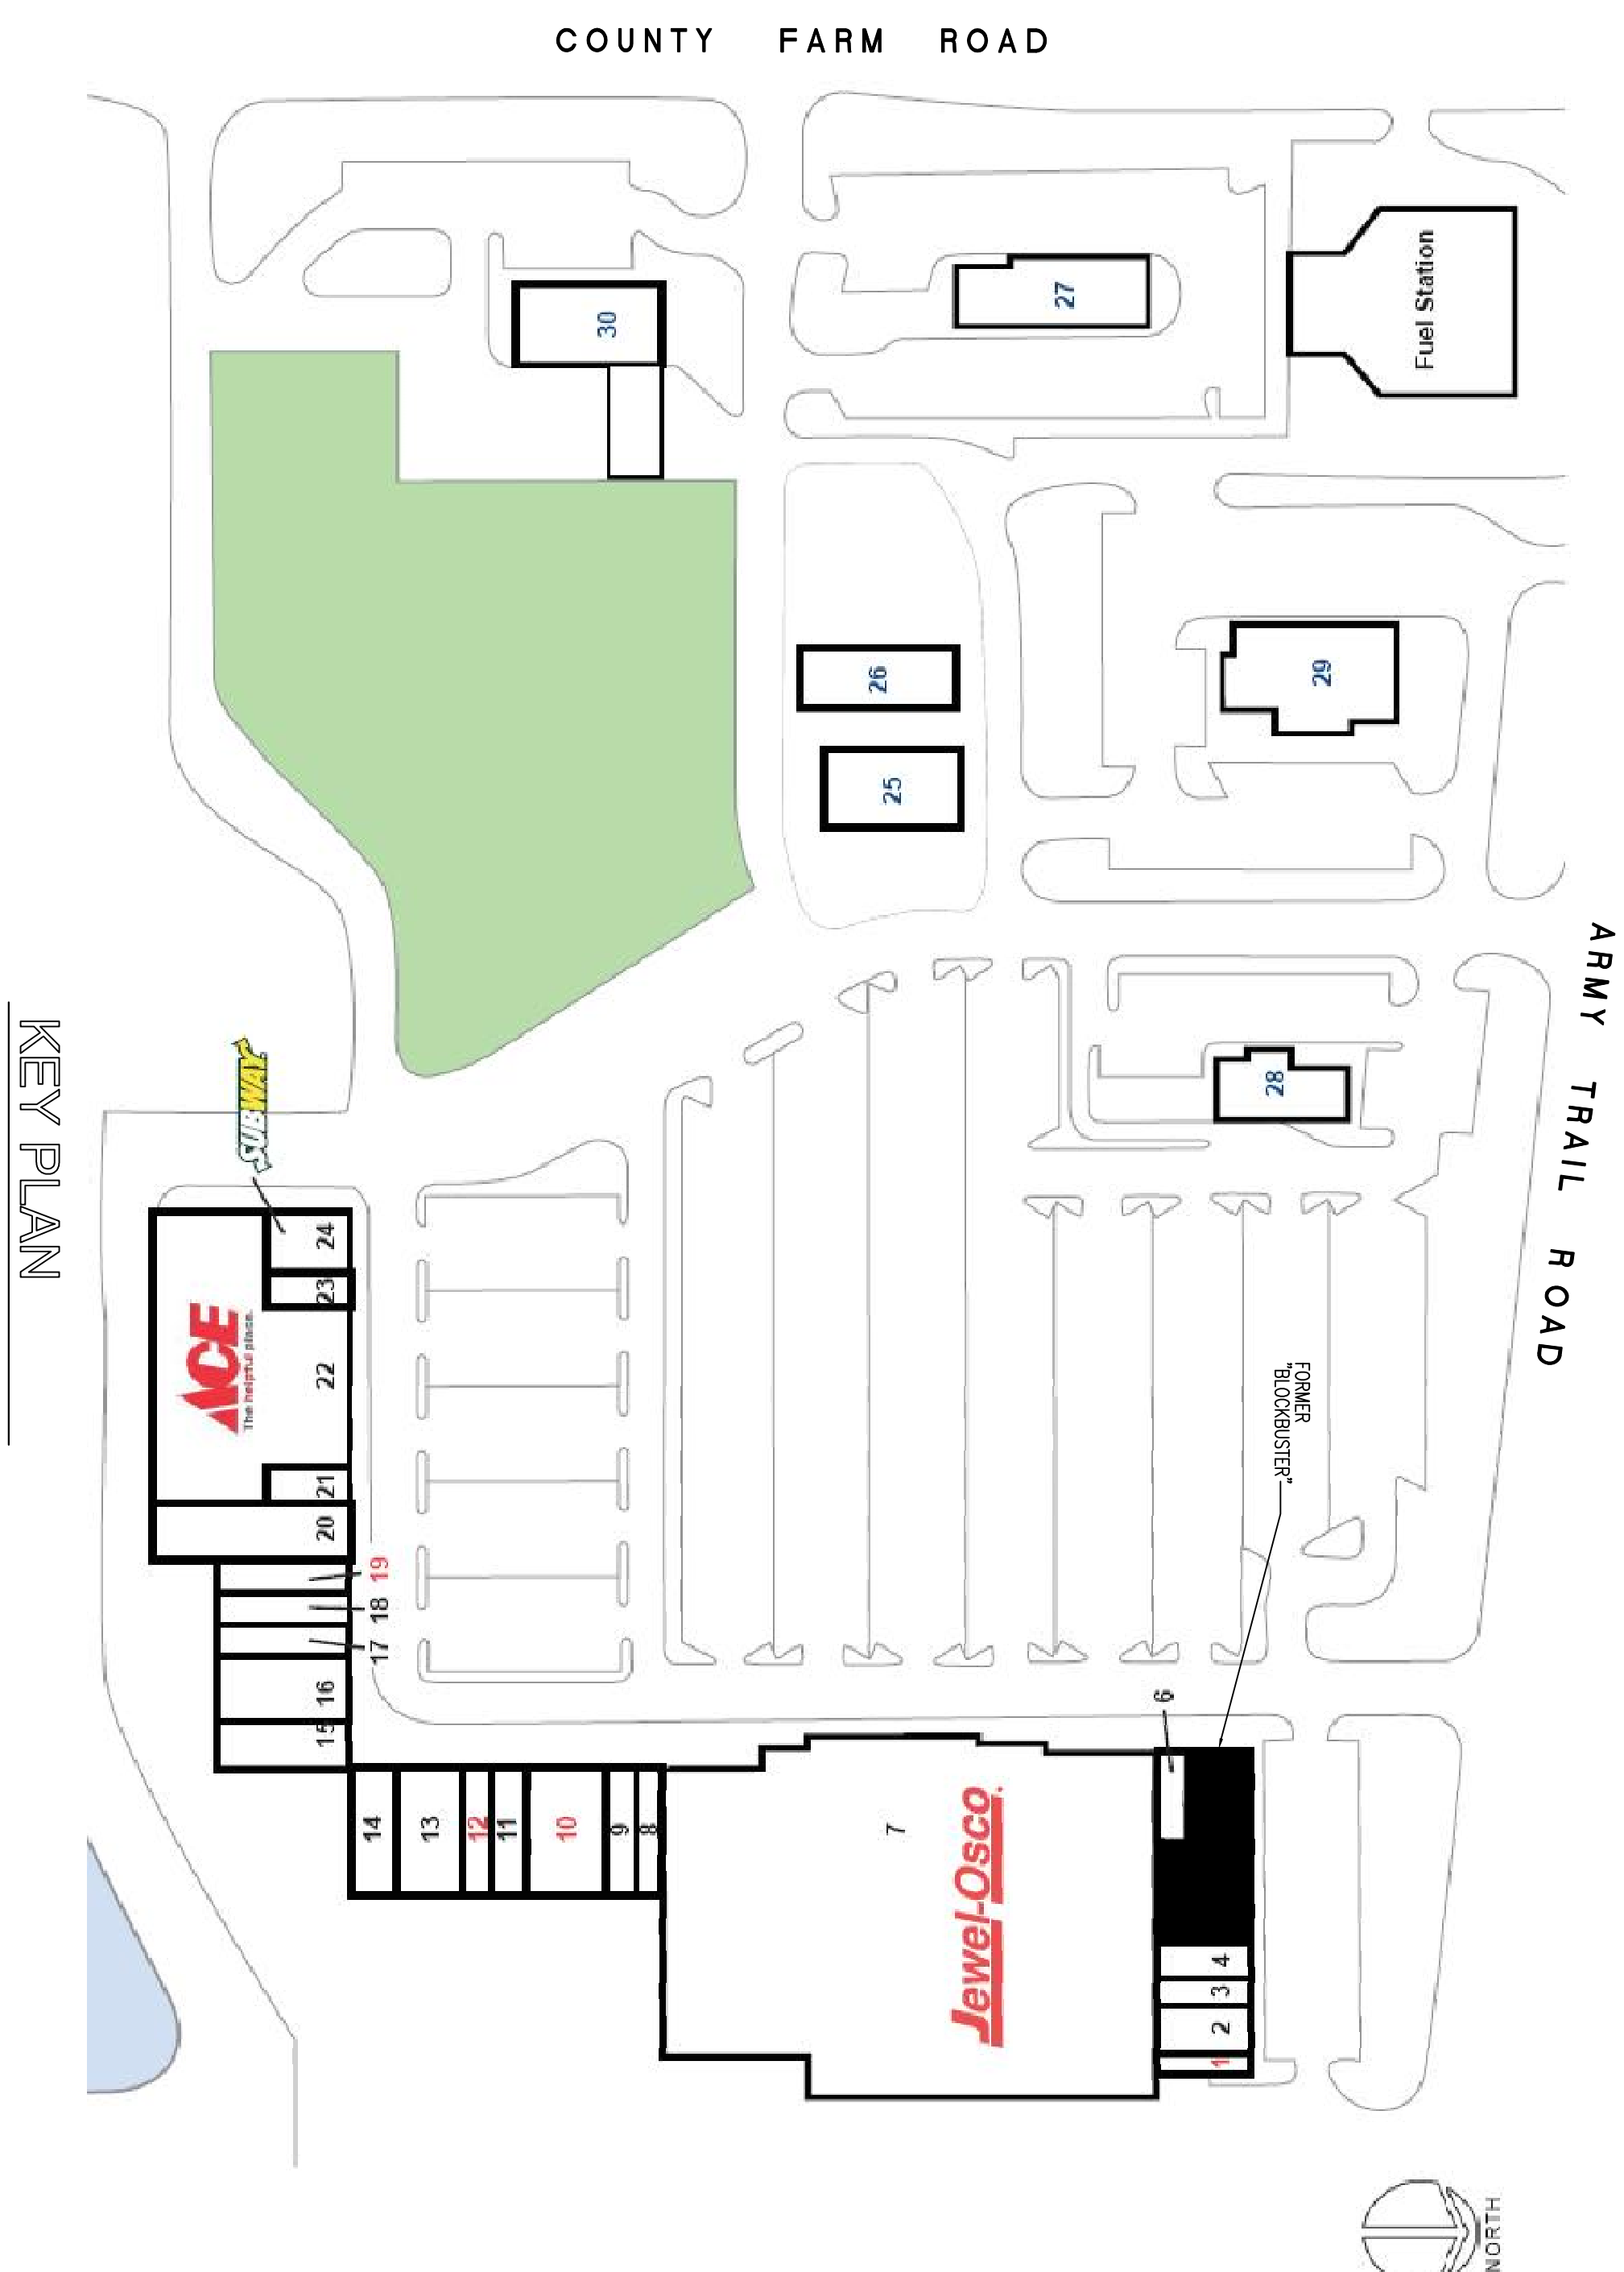 COUNTY FARM ROAD
Fuel Station
27
30
26
29
25
ARMY TRAIL ROAD
28
KEY PLAN
SUBWAY
24
23
ACE
The helpful place.
22
21
20
19
18
17
16
15
FORMER
"BLOCKBUSTER"
6
14
13
12
11
10
9
8
7
Jewel-Osco
4
3
2
1
NORTH